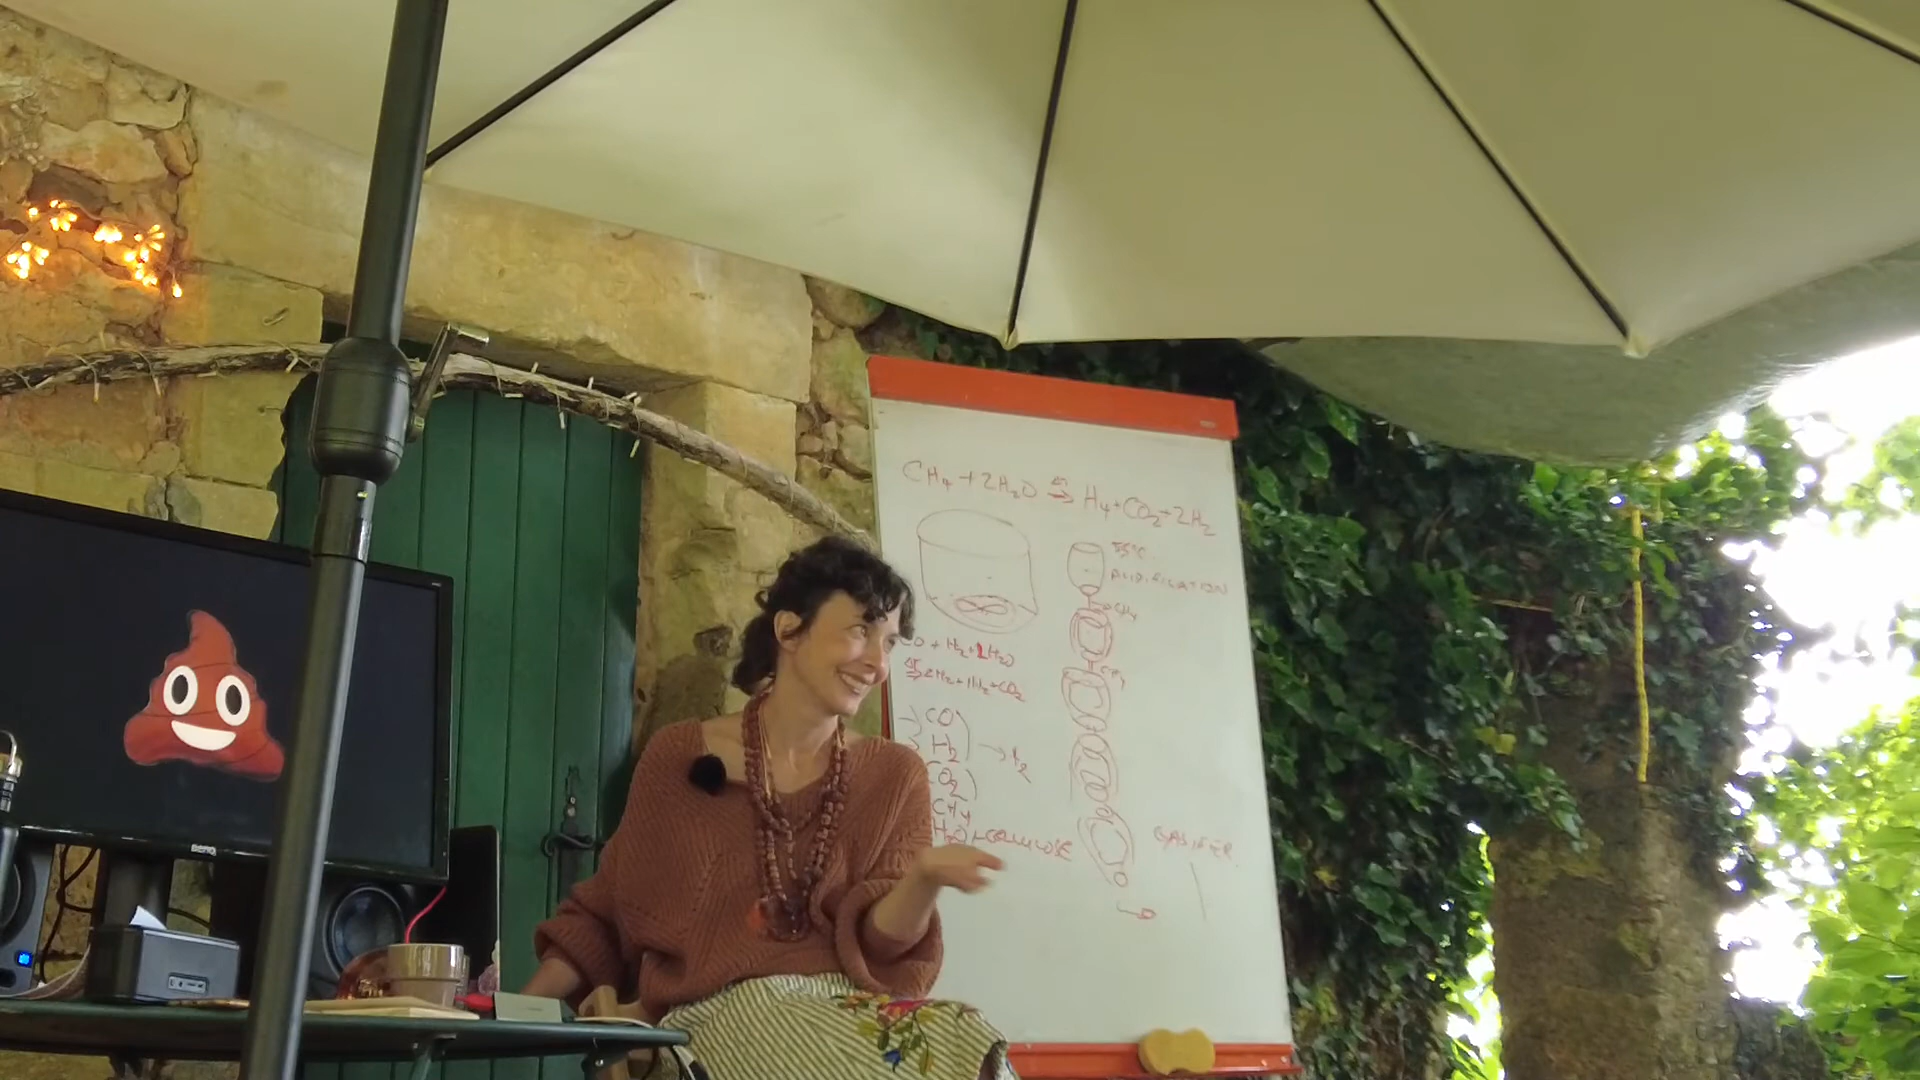 CH4 + 2H2O → H4 + CO2 + 2H2
55°C
ACIDIFICATION
CH4
CO + H2 + 2H2O
CH4
→ 2H2 + H2 + CO2
CO
H2
CO2
CH4
H2O + CELLULOSE
GASIFIER
BenQ